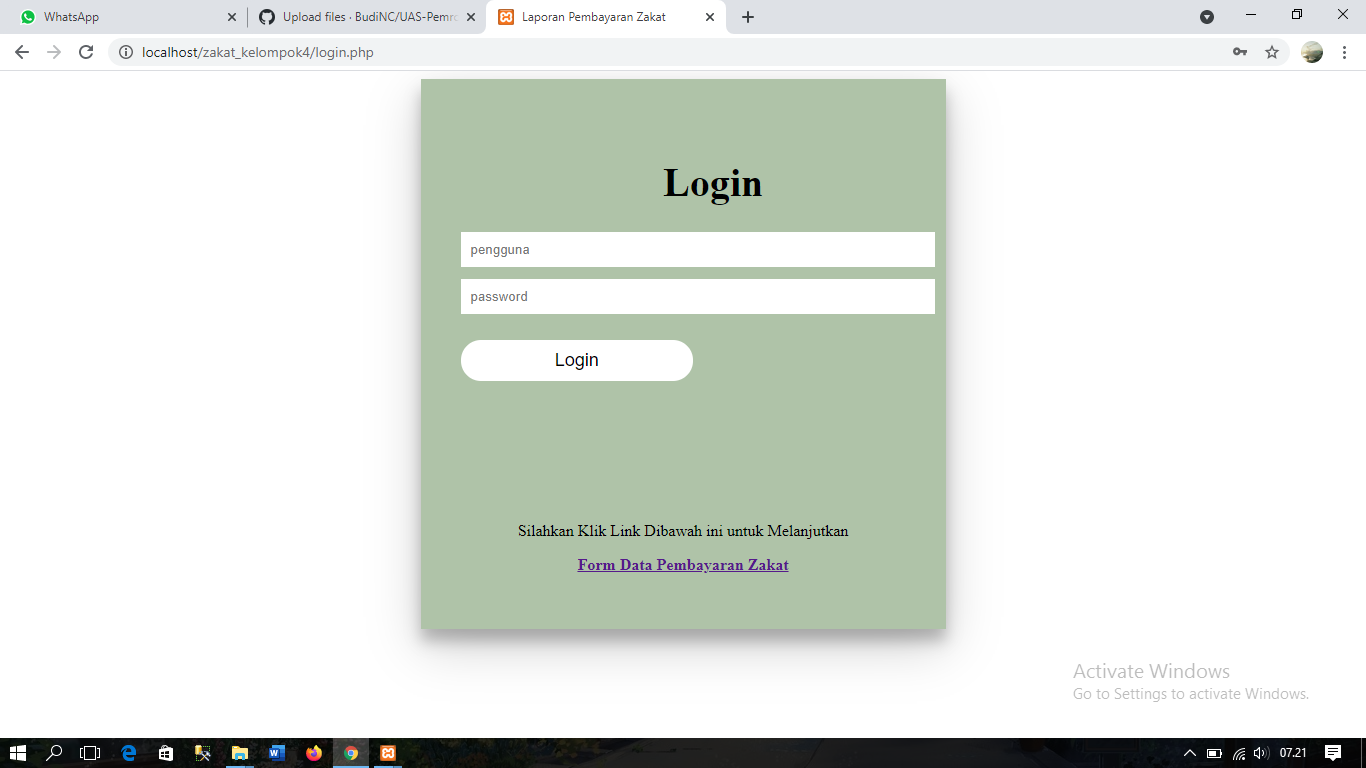 WhatsApp
Upload files · BudiNC/UAS-Pemro
Laporan Pembayaran Zakat
localhost/zakat_kelompok4/login.php
Login
pengguna
password
Login
Silahkan Klik Link Dibawah ini untuk Melanjutkan
Form Data Pembayaran Zakat
Activate Windows
Go to Settings to activate Windows.
07.21